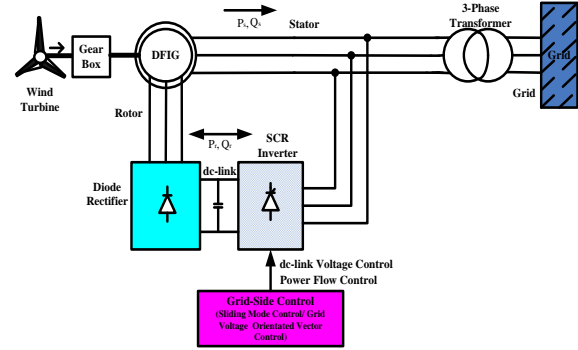 3-Phase
Transformer
Pₛ, Qₛ
Stator
Gear
Box
DFIG
Grid
Wind
Turbine
Grid
Rotor
Pᵣ, Qᵣ
SCR
Inverter
dc-link
Diode
Rectifier
dc-link Voltage Control
Power Flow Control
Grid-Side Control
(Sliding Mode Control/ Grid
Voltage Orientated Vector
Control)